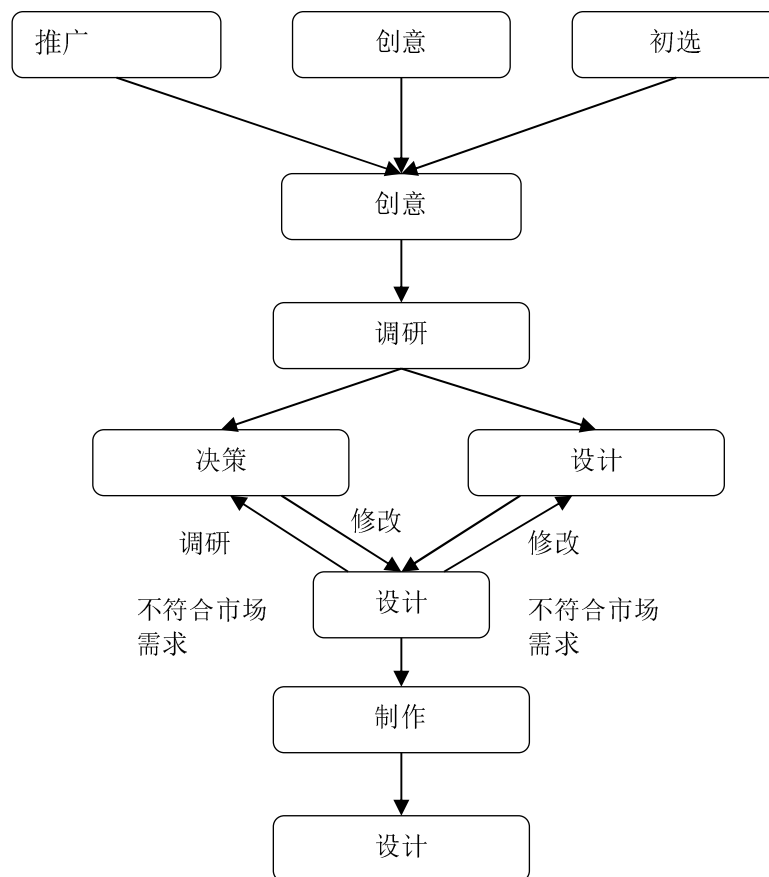 推广
创意
初选
创意
调研
决策
设计
修改
调研
修改
设计
不符合市场
需求
不符合市场
需求
制作
设计